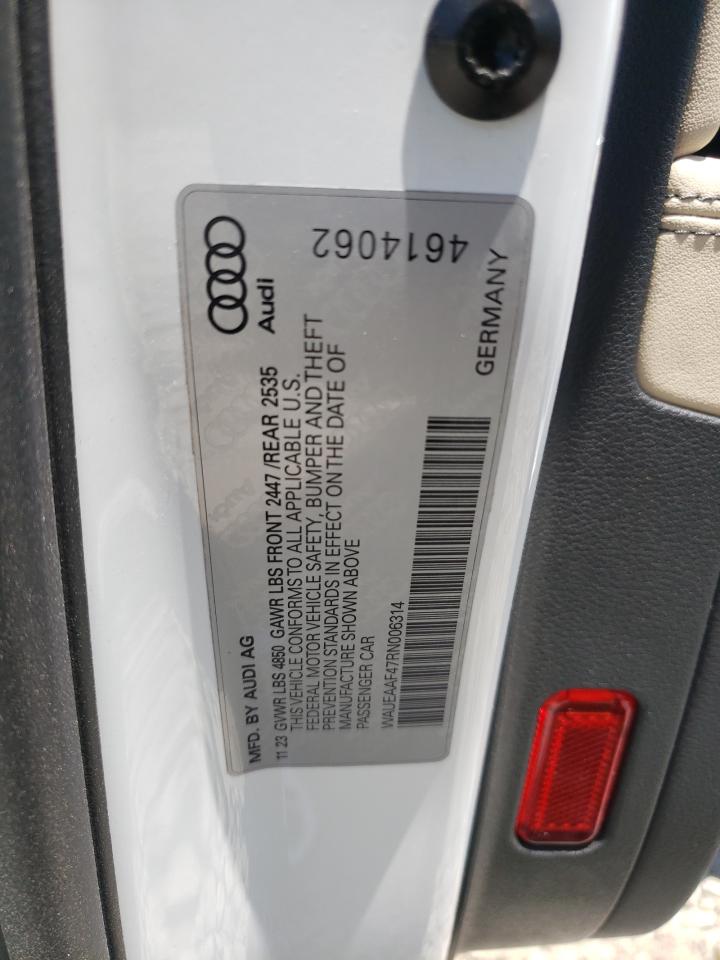 MFD. BY AUDI AG
11 23 GVWR LBS 4850 GAWR LBS FRONT 2447 /REAR 2535
THIS VEHICLE CONFORMS TO ALL APPLICABLE U.S.
FEDERAL MOTOR VEHICLE SAFETY, BUMPER AND THEFT
PREVENTION STANDARDS IN EFFECT ON THE DATE OF
MANUFACTURE SHOWN ABOVE
PASSENGER CAR
WAUEAAF47RN006314
Audi
4614062
GERMANY